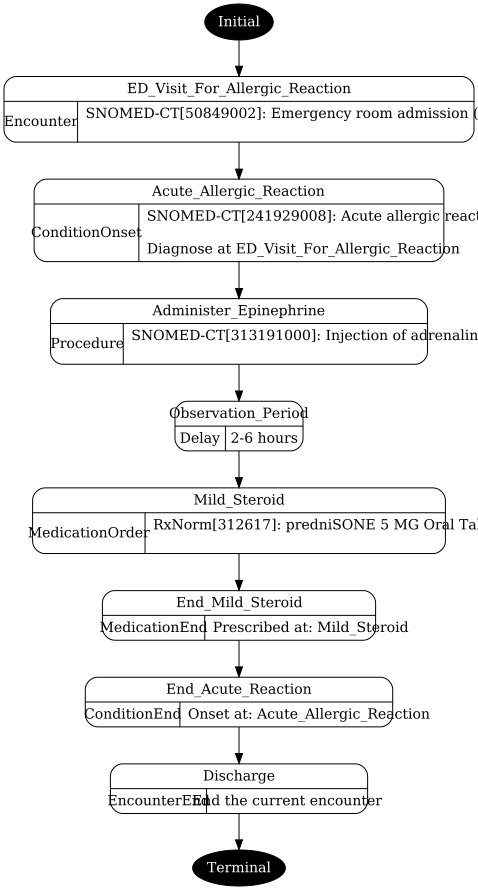 Initial
ED_Visit_For_Allergic_Reaction
Encounter
SNOMED-CT[50849002]: Emergency room admission (
Acute_Allergic_Reaction
SNOMED-CT[241929008]: Acute allergic react
ConditionOnset
Diagnose at ED_Visit_For_Allergic_Reaction
Administer_Epinephrine
Procedure
SNOMED-CT[313191000]: Injection of adrenalin
Observation_Period
Delay 2-6 hours
Mild_Steroid
MedicationOrder
RxNorm[312617]: predniSONE 5 MG Oral Ta
End_Mild_Steroid
MedicationEnd Prescribed at: Mild_Steroid
End_Acute_Reaction
ConditionEnd Onset at: Acute_Allergic_Reaction
Discharge
EncounterEnd End the current encounter
Terminal